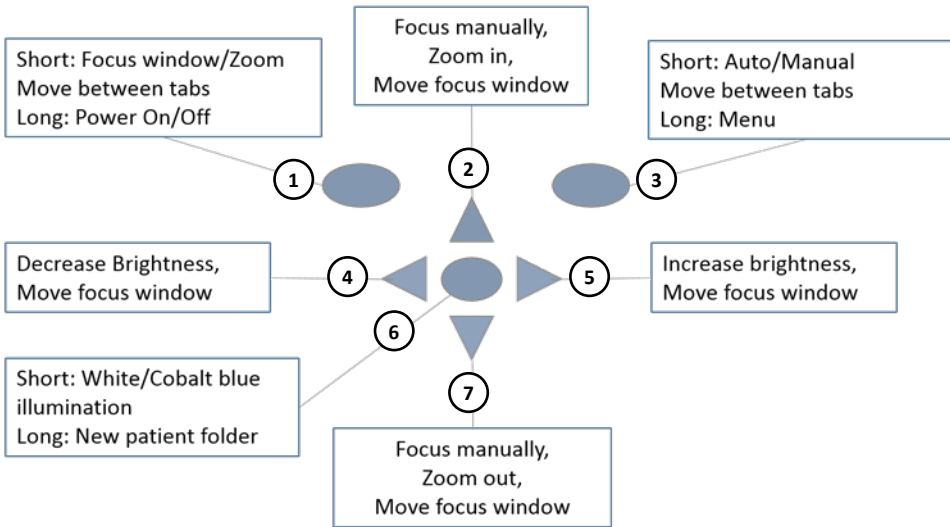 Focus manually,
Zoom in,
Move focus window
Short: Focus window/Zoom
Move between tabs
Long: Power On/Off
Short: Auto/Manual
Move between tabs
Long: Menu
1
2
3
Decrease Brightness,
Move focus window
4
5
Increase brightness,
Move focus window
6
Short: White/Cobalt blue
illumination
Long: New patient folder
7
Focus manually,
Zoom out,
Move focus window